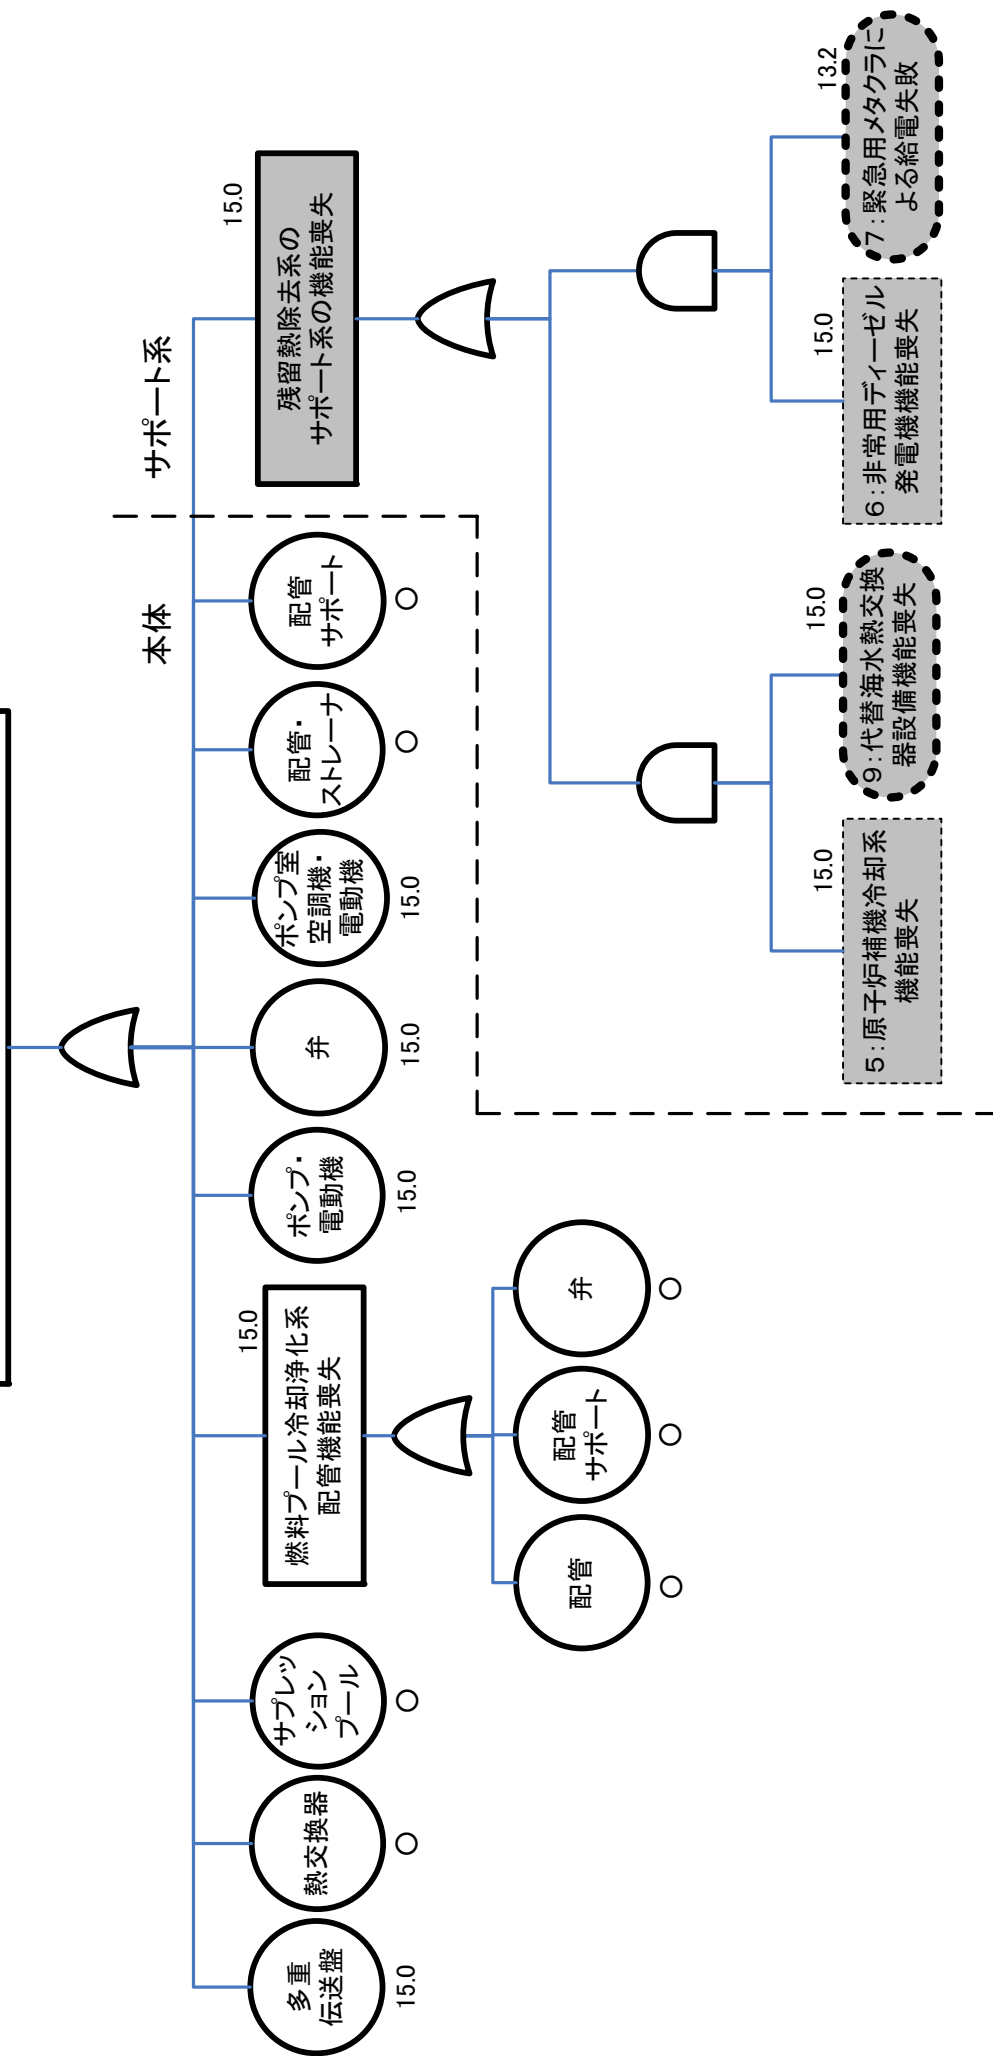 本体
サポート系
多重
伝送盤
15.0
熱交換器
○
サプレッ
ション
プール
○
15.0
燃料プール冷却浄化系
配管機能喪失
ポンプ・
電動機
15.0
弁
15.0
ポンプ室
空調機・
電動機
15.0
配管・
ストレーナ
○
配管
サポート
○
15.0
残留熱除去系の
サポート系の機能喪失
配管
○
配管
サポート
○
弁
○
15.0
5：原子炉補機冷却系
機能喪失
15.0
9：代替海水熱交換
器設備機能喪失
15.0
6：非常用ディーゼル
発電機機能喪失
13.2
7：緊急用メタクラに
よる給電失敗